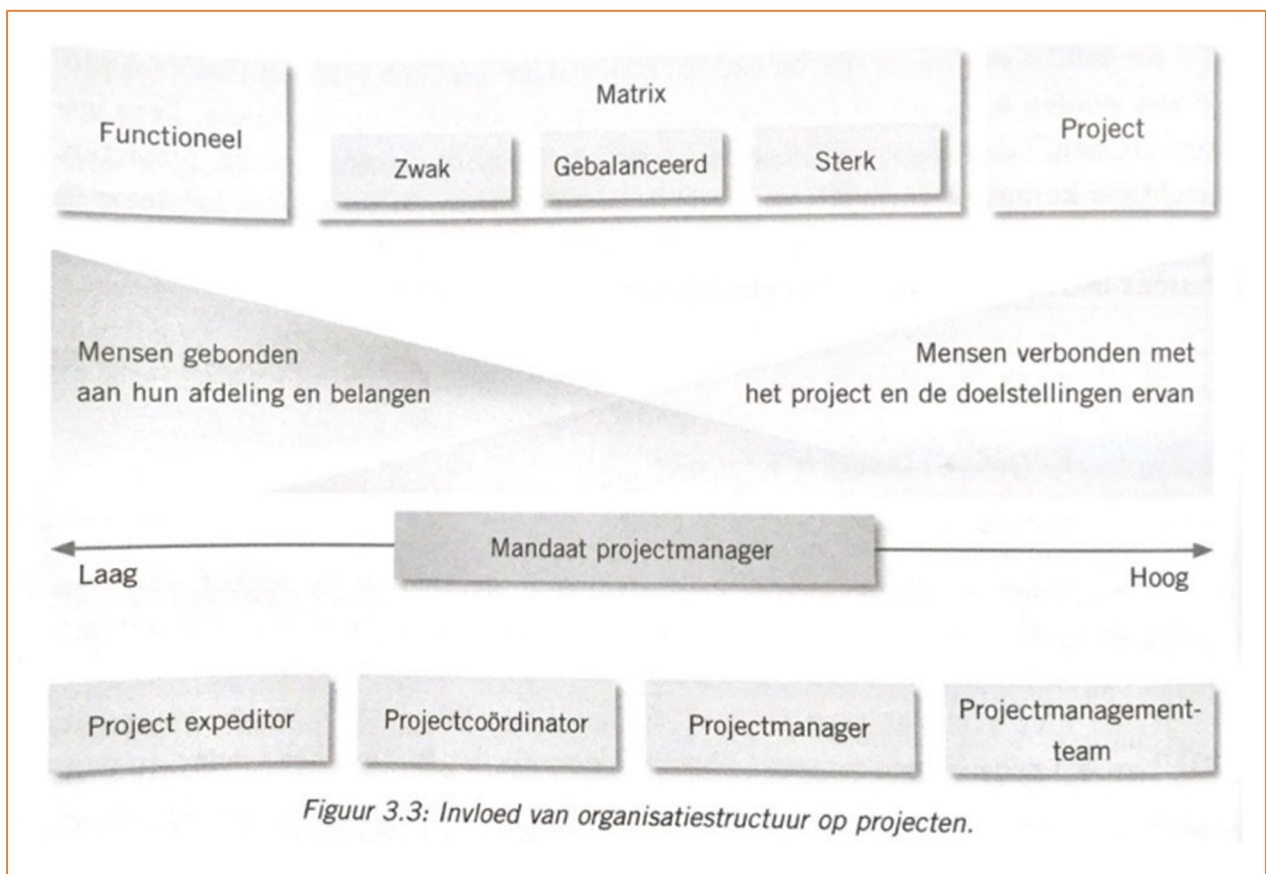 Functioneel
Matrix
Zwak
Gebalanceerd
Sterk
Project
Mensen gebonden
aan hun afdeling en belangen
Mensen verbonden met
het project en de doelstellingen ervan
Mandaat projectmanager
Laag
Hoog
Project expeditor
Projectcoördinator
Projectmanager
Projectmanagement-
team
Figuur 3.3: Invloed van organisatiestructuur op projecten.